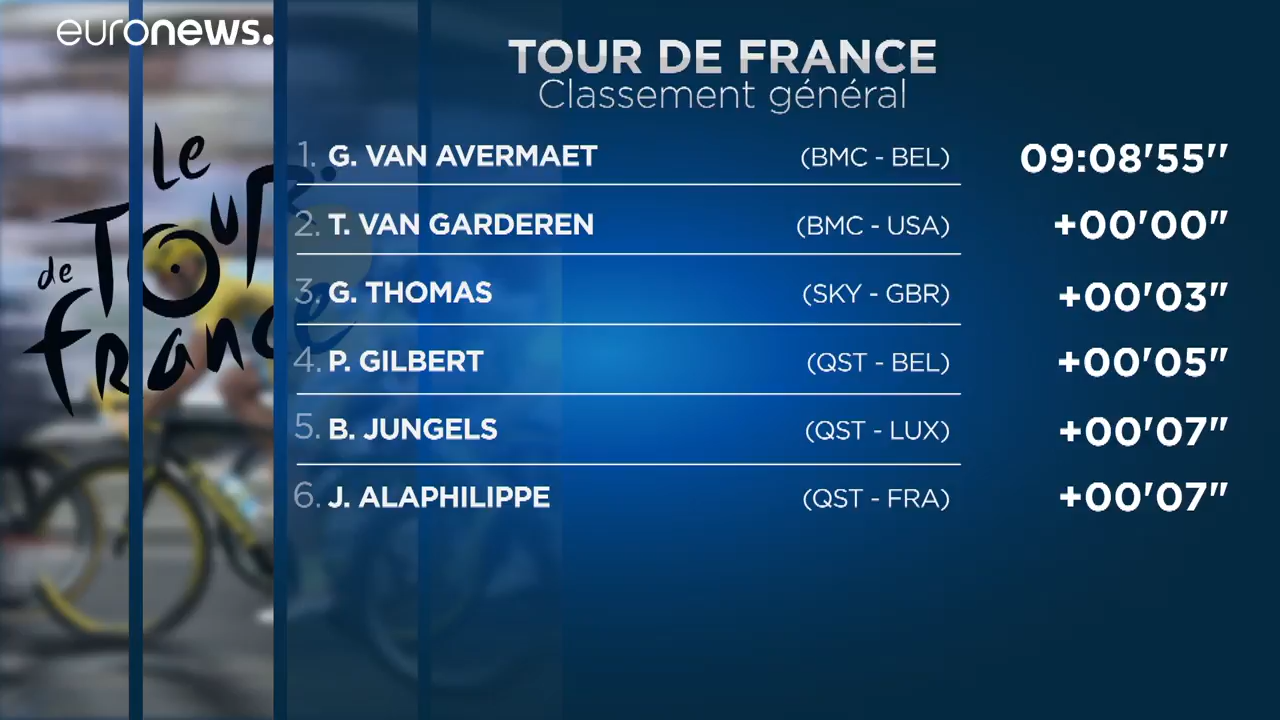 euronews.
Le
Tour
de
france
TOUR DE FRANCE
Classement général
1. G. VAN AVERMAET (BMC - BEL) 09:08'55''
2. T. VAN GARDEREN (BMC - USA) +00'00"
3. G. THOMAS (SKY - GBR) +00'03"
4. P. GILBERT (QST - BEL) +00'05"
5. B. JUNGELS (QST - LUX) +00'07"
6. J. ALAPHILIPPE (QST - FRA) +00'07"